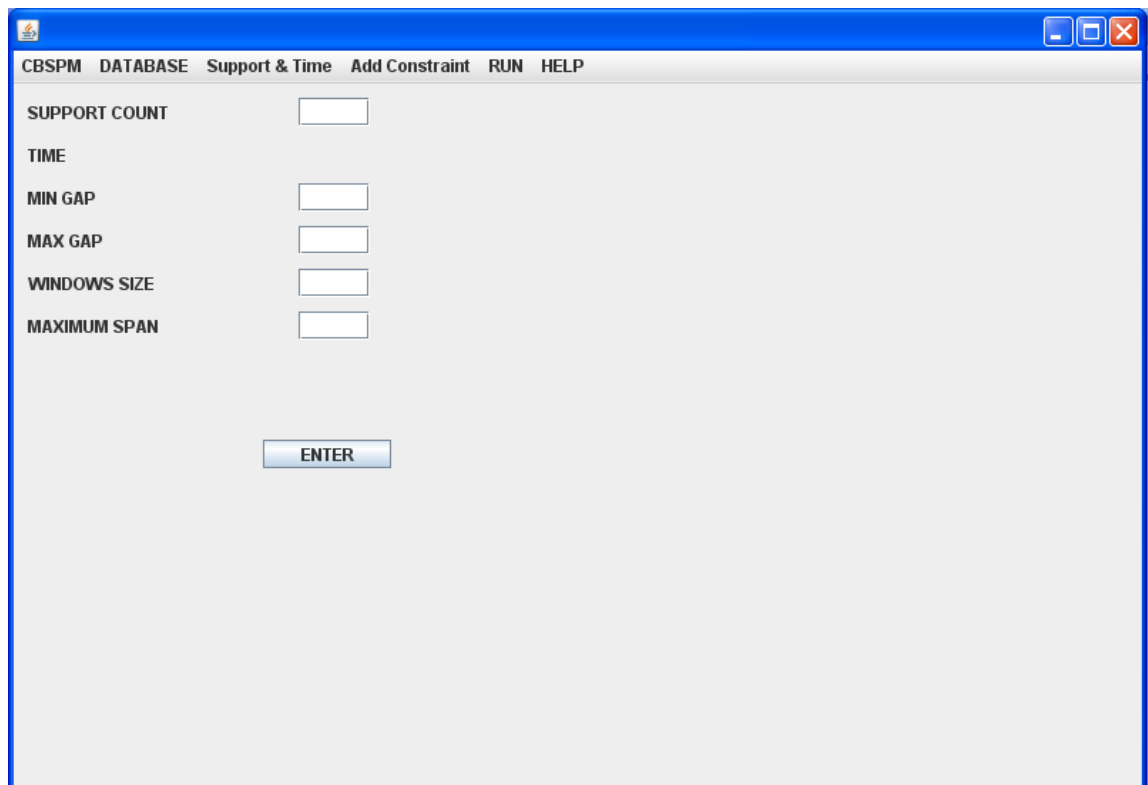 CBSPM DATABASE Support & Time Add Constraint RUN HELP
SUPPORT COUNT
TIME
MIN GAP
MAX GAP
WINDOWS SIZE
MAXIMUM SPAN
ENTER